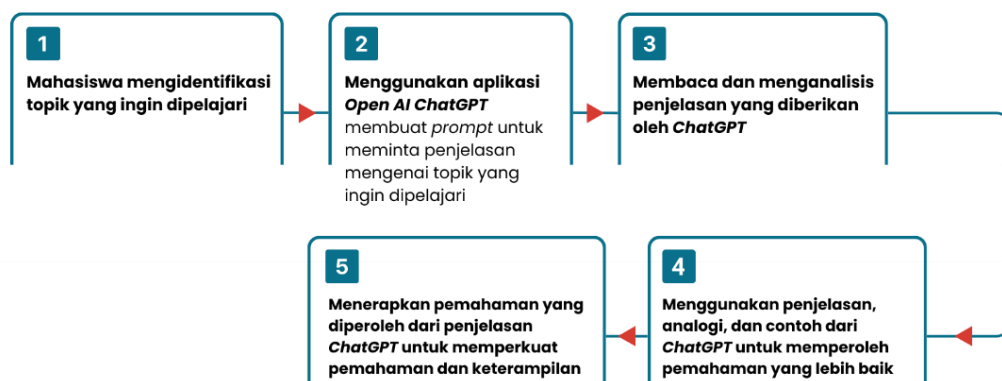 1
Mahasiswa mengidentifikasi
topik yang ingin dipelajari
2
Menggunakan aplikasi
Open AI ChatGPT
membuat prompt untuk
meminta penjelasan
mengenai topik yang
ingin dipelajari
3
Membaca dan menganalisis
penjelasan yang diberikan
oleh ChatGPT
4
Menggunakan penjelasan,
analogi, dan contoh dari
ChatGPT untuk memperoleh
pemahaman yang lebih baik
5
Menerapkan pemahaman yang
diperoleh dari penjelasan
ChatGPT untuk memperkuat
pemahaman dan keterampilan